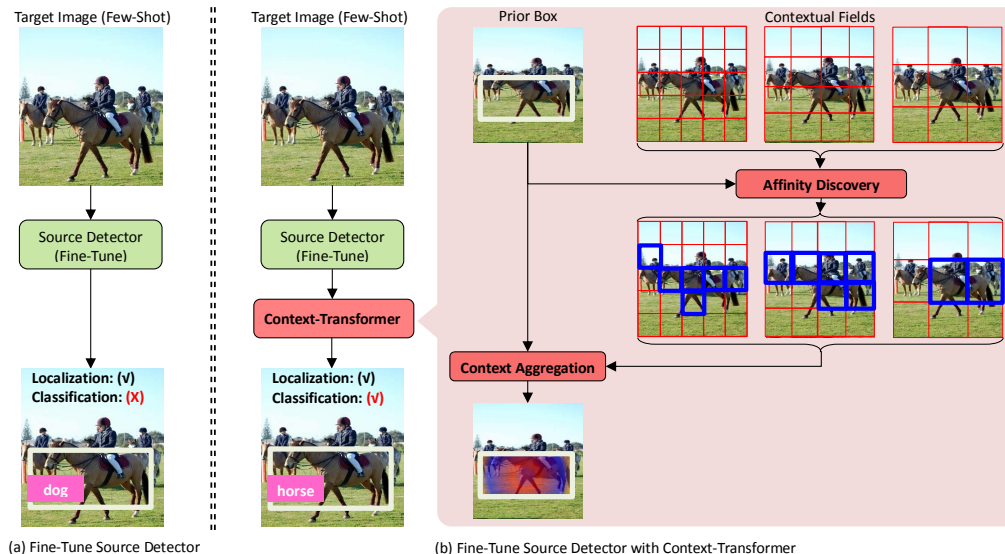 Target Image (Few-Shot)
Source Detector
(Fine-Tune)
Localization: (√)
Classification: (X)
dog
(a) Fine-Tune Source Detector
Target Image (Few-Shot)
Source Detector
(Fine-Tune)
Context-Transformer
Localization: (√)
Classification: (√)
horse
Prior Box
Contextual Fields
Affinity Discovery
Context Aggregation
(b) Fine-Tune Source Detector with Context-Transformer